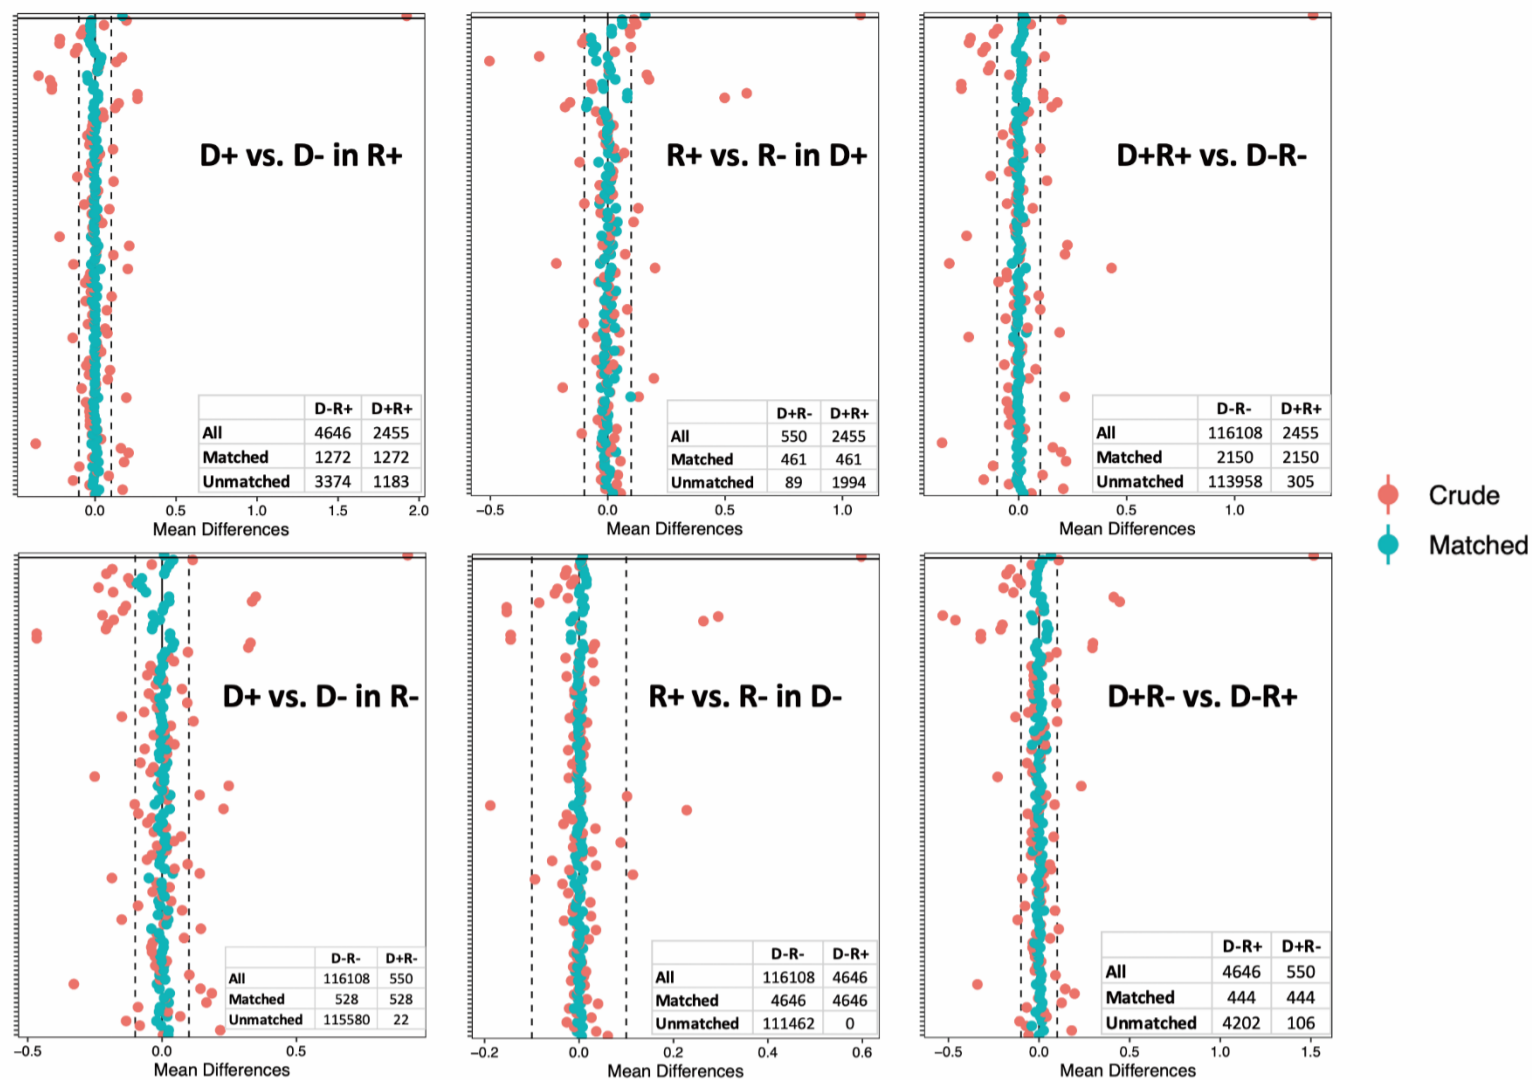 D+ vs. D- in R+
D-R+ D+R+
All 4646 2455
Matched 1272 1272
Unmatched 3374 1183
0.0 0.5 1.0 1.5 2.0
Mean Differences
R+ vs. R- in D+
D+R- D+R+
All 550 2455
Matched 461 461
Unmatched 89 1994
−0.5 0.0 0.5 1.0
Mean Differences
D+R+ vs. D-R-
D-R- D+R+
All 116108 2455
Matched 2150 2150
Unmatched 113958 305
0.0 0.5 1.0
Mean Differences
Crude
Matched
D+ vs. D- in R-
D-R- D+R-
All 116108 550
Matched 528 528
Unmatched 115580 22
−0.5 0.0 0.5
Mean Differences
R+ vs. R- in D-
D-R- D-R+
All 116108 4646
Matched 4646 4646
Unmatched 111462 0
−0.2 0.0 0.2 0.4 0.6
Mean Differences
D+R- vs. D-R+
D-R+ D+R-
All 4646 550
Matched 444 444
Unmatched 4202 106
−0.5 0.0 0.5 1.0 1.5
Mean Differences